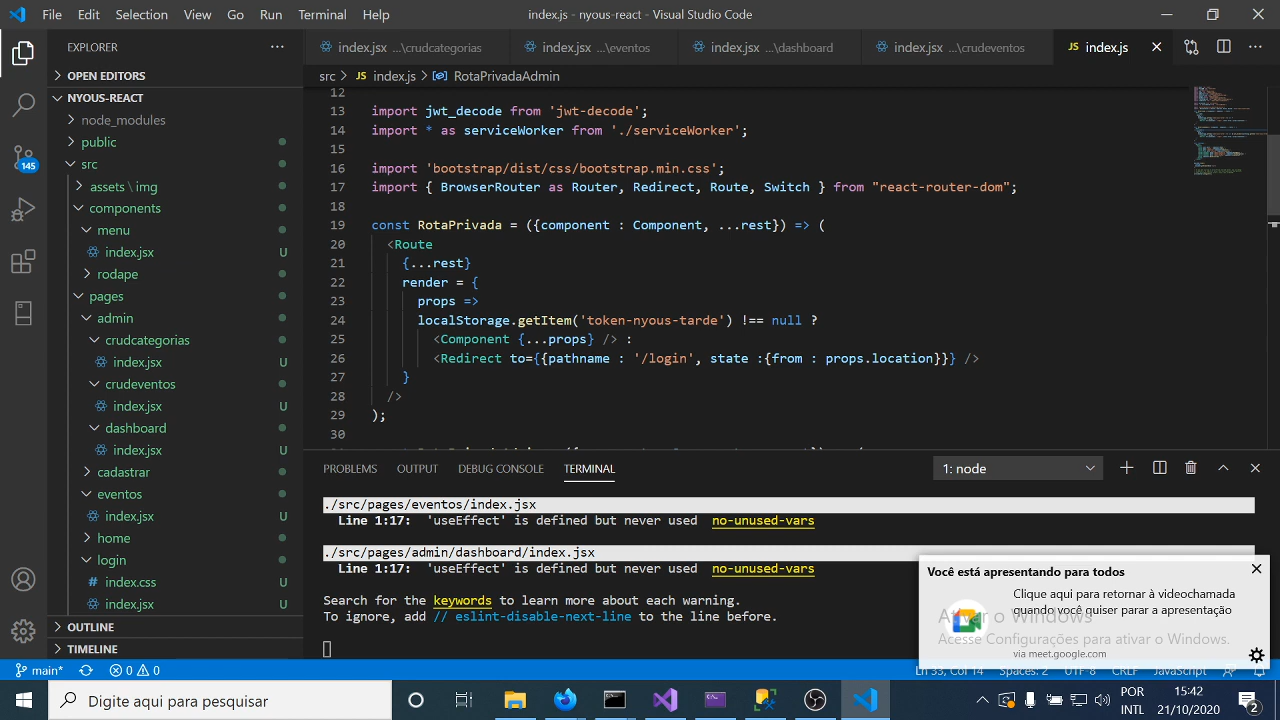 File Edit Selection View Go Run Terminal Help
index.js - nyous-react - Visual Studio Code
EXPLORER
OPEN EDITORS
NYOUS-REACT
node_modules
public
src
assets \ img
components
menu
index.jsx U
rodape
pages
admin
crudcategorias
index.jsx U
crudeventos
index.jsx U
dashboard
index.jsx U
cadastrar
eventos
index.jsx U
home
login
index.css U
index.jsx U
OUTLINE
TIMELINE
145
index.jsx ...\crudcategorias
index.jsx ...\eventos
index.jsx ...\dashboard
index.jsx ...\crudeventos
JS index.js
src > JS index.js > RotaPrivadaAdmin
12
13 import jwt_decode from 'jwt-decode';
14 import * as serviceWorker from './serviceWorker';
15
16 import 'bootstrap/dist/css/bootstrap.min.css';
17 import { BrowserRouter as Router, Redirect, Route, Switch } from "react-router-dom";
18
19 const RotaPrivada = ({component : Component, ...rest}) => (
20 <Route
21 {...rest}
22 render = {
23 props =>
24 localStorage.getItem('token-nyous-tarde') !== null ?
25 <Component {...props} /> :
26 <Redirect to={{pathname : '/login', state :{from : props.location}}} />
27 }
28 />
29 );
30
PROBLEMS OUTPUT DEBUG CONSOLE TERMINAL
1: node
./src/pages/eventos/index.jsx
Line 1:17: 'useEffect' is defined but never used no-unused-vars
./src/pages/admin/dashboard/index.jsx
Line 1:17: 'useEffect' is defined but never used no-unused-vars
Search for the keywords to learn more about each warning.
To ignore, add // eslint-disable-next-line to the line before.
Você está apresentando para todos
Clique aqui para retornar à videochamada
quando você quiser parar a apresentação
via meet.google.com
Ativar o Windows
Acesse Configurações para ativar o Windows.
main* 0 0
Ln 33, Col 14 Spaces: 2 UTF-8 CRLF JavaScript
Digite aqui para pesquisar
POR
INTL
15:42
21/10/2020
2